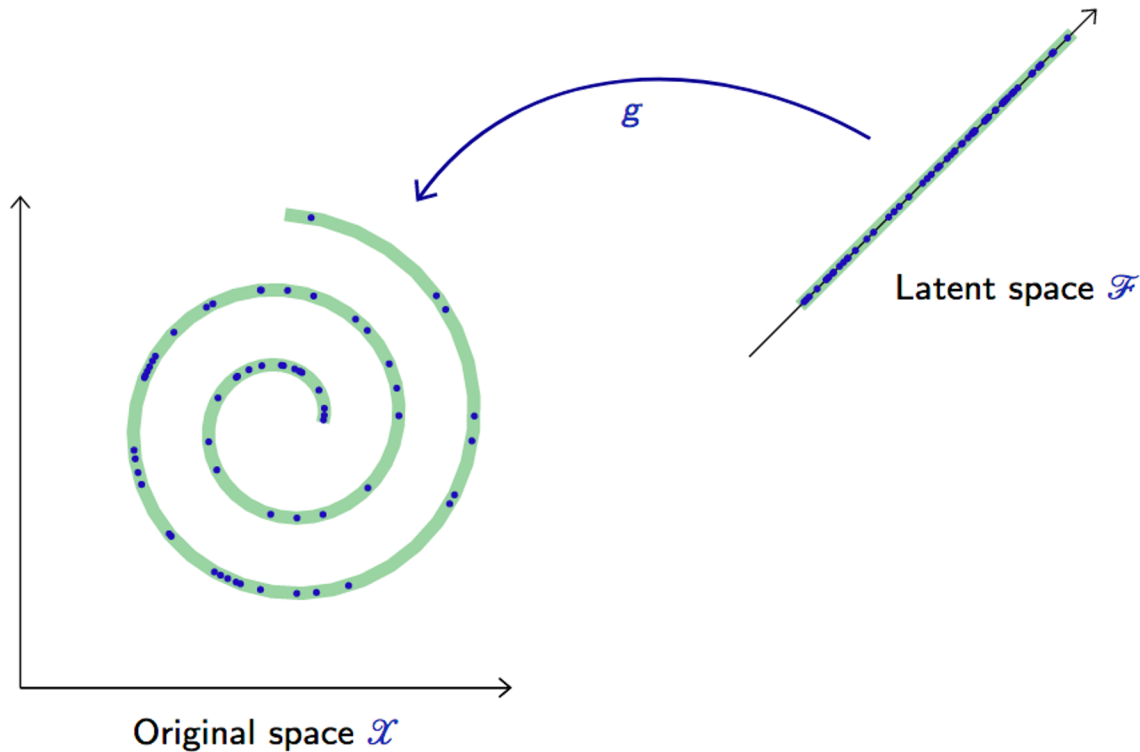 g
Latent space ℱ
Original space 𝒳